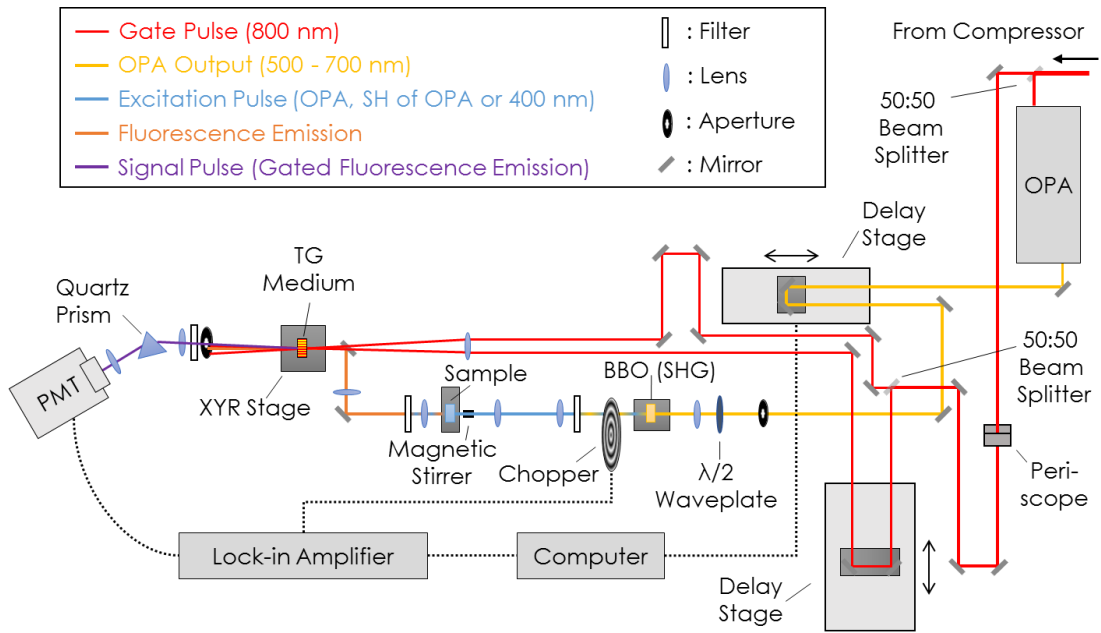 Gate Pulse (800 nm)
OPA Output (500 - 700 nm)
Excitation Pulse (OPA, SH of OPA or 400 nm)
Fluorescence Emission
Signal Pulse (Gated Fluorescence Emission)
: Filter
: Lens
: Aperture
: Mirror
From Compressor
50:50
Beam
Splitter
OPA
Delay
Stage
TG
Medium
Quartz
Prism
PMT
XYR Stage
Sample
BBO (SHG)
50:50
Beam
Splitter
Magnetic
Stirrer
Chopper
λ/2
Waveplate
Peri-
scope
Lock-in Amplifier
Computer
Delay
Stage